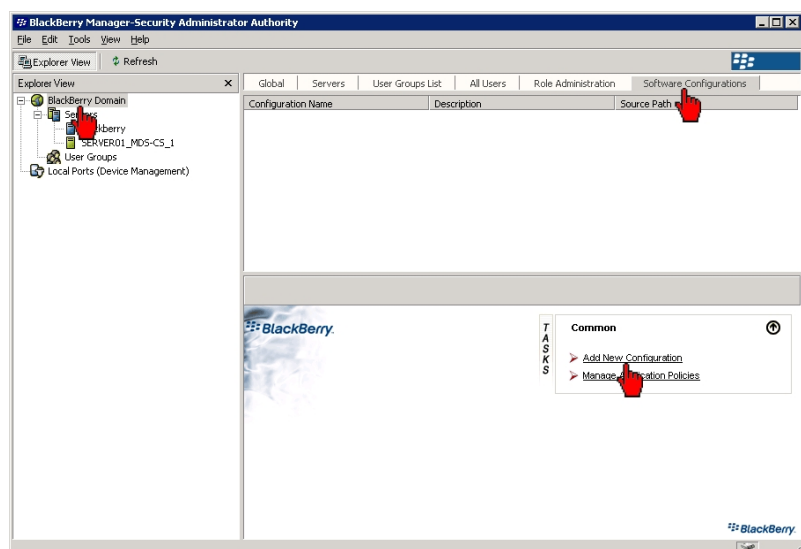 BlackBerry Manager-Security Administrator Authority
File Edit Tools View Help
Explorer View Refresh
Explorer View
Global Servers User Groups List All Users Role Administration Software Configurations
BlackBerry Domain
Configuration Name Description Source Path
SERVER01_MDS-CS_1
User Groups
Local Ports (Device Management)
BlackBerry.
TASKS
Common
Add New Configuration
Manage
Policies
BlackBerry.